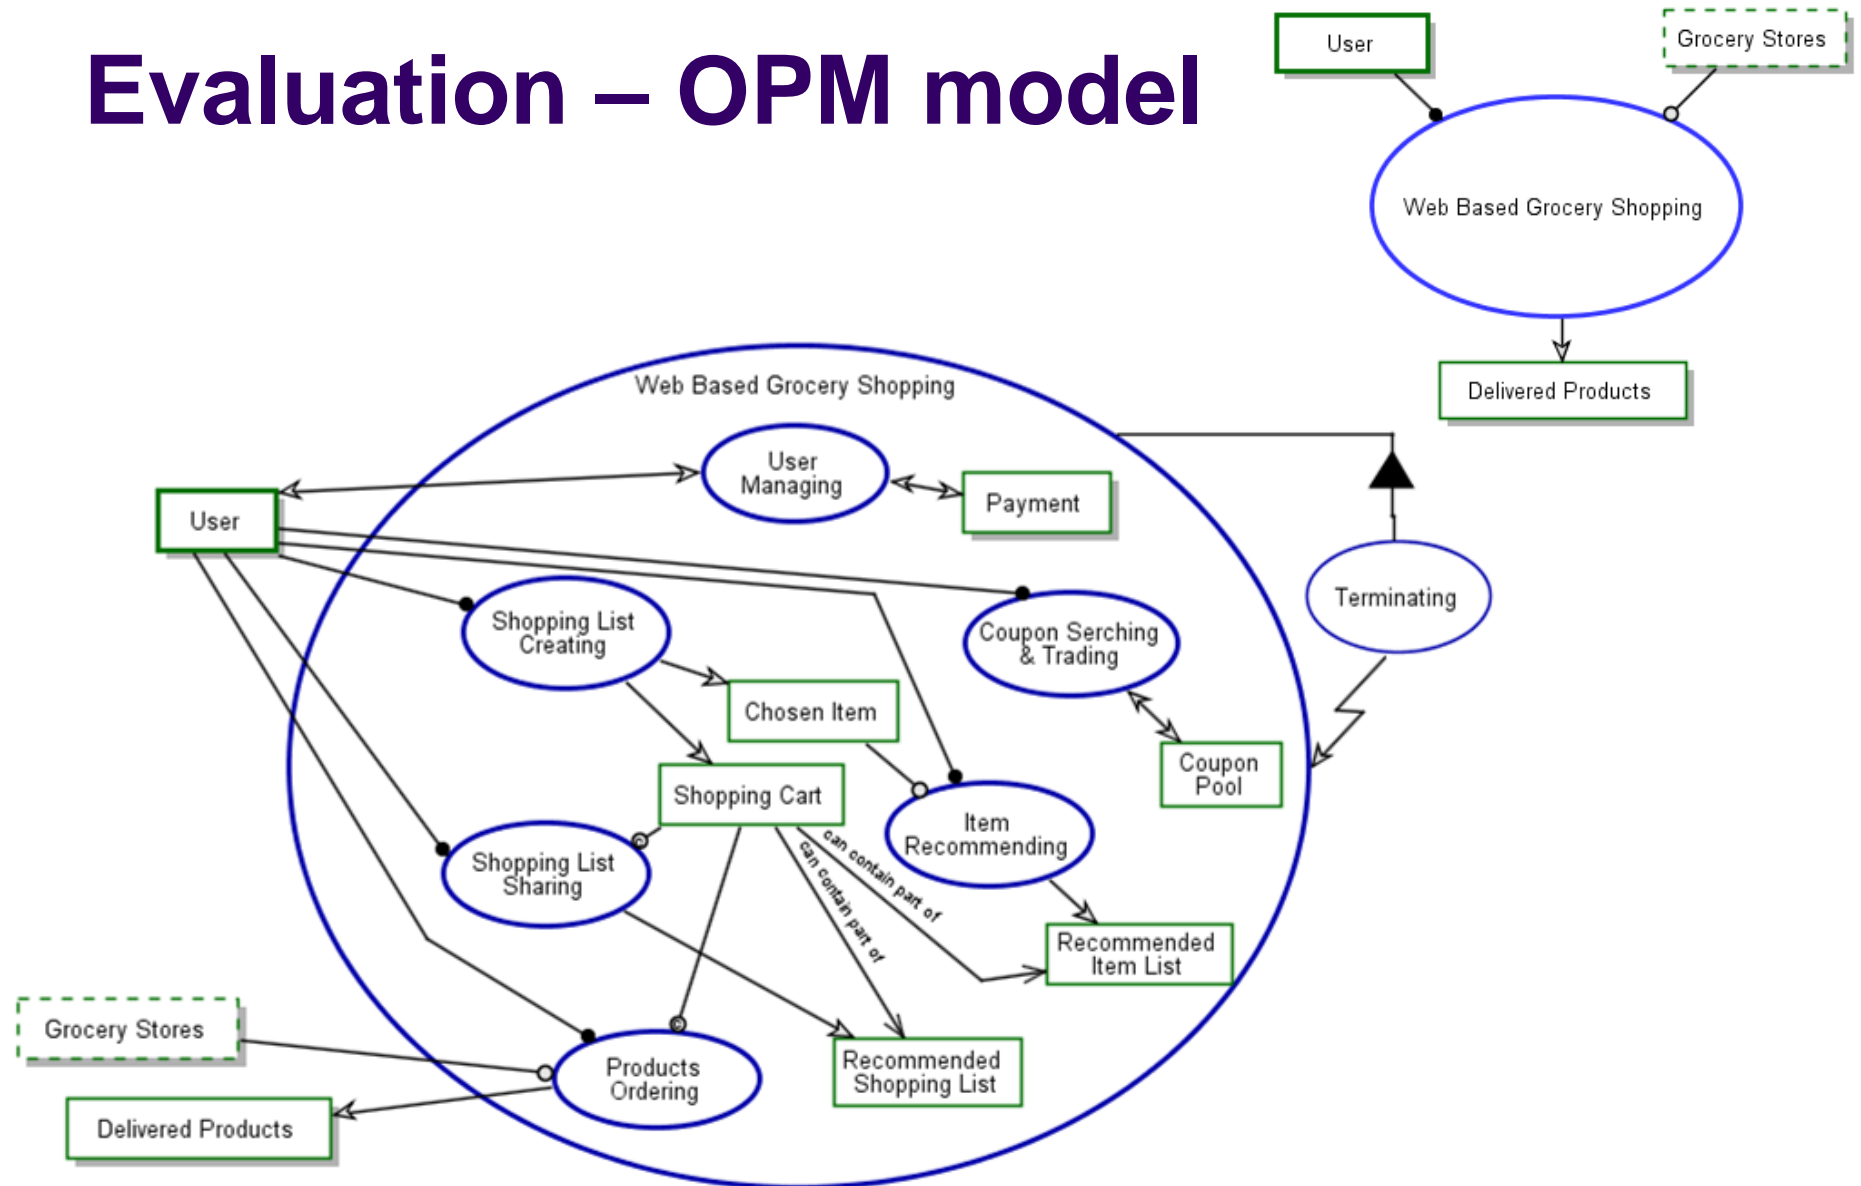 Evaluation – OPM model
User
Grocery Stores
Web Based Grocery Shopping
Delivered Products
Web Based Grocery Shopping
User
Managing
Payment
User
Terminating
Shopping List
Creating
Coupon Serching
& Trading
Chosen Item
Coupon
Pool
Shopping Cart
Item
Recommending
can contain part of
can contain part of
Shopping List
Sharing
Recommended
Item List
Grocery Stores
Products
Ordering
Recommended
Shopping List
Delivered Products